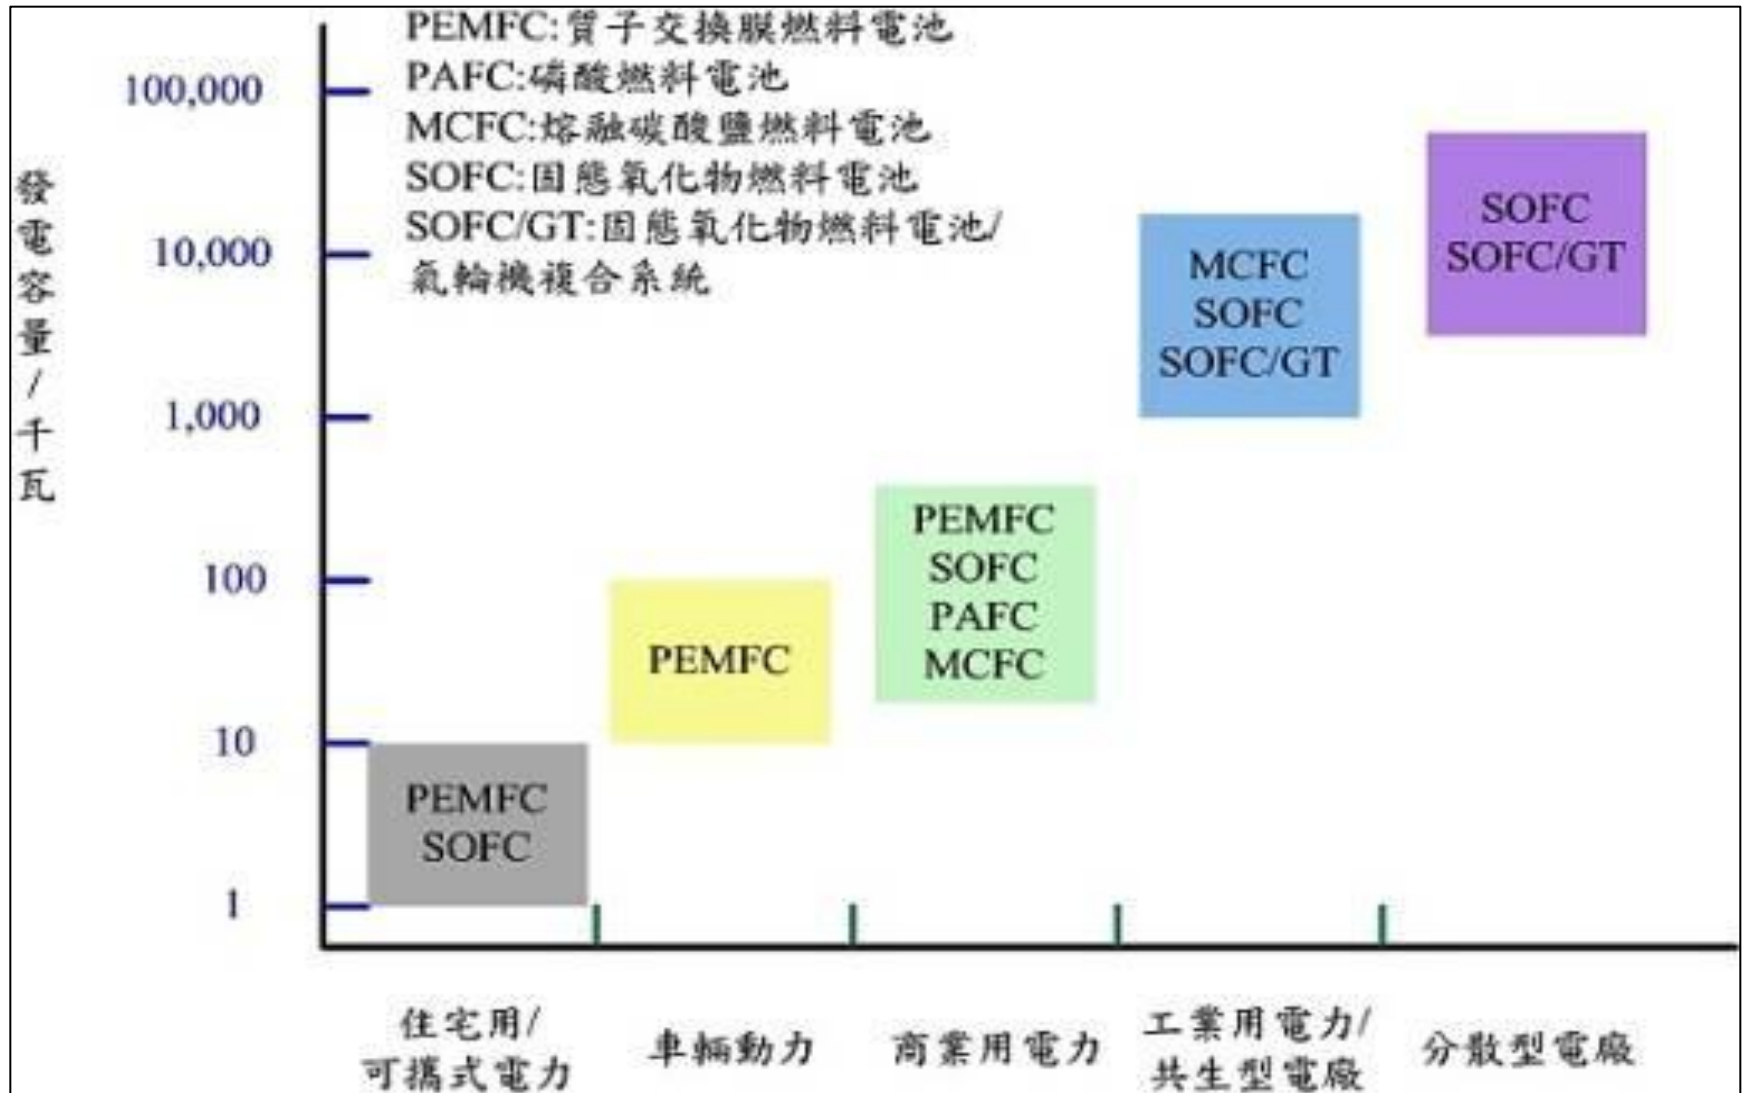 PEMFC:質子交換膜燃料電池
PAFC:磷酸燃料電池
MCFC:熔融碳酸鹽燃料電池
SOFC:固態氧化物燃料電池
SOFC/GT:固態氧化物燃料電池/
氣輪機複合系統
發電容量/千瓦
100,000
10,000
1,000
100
10
1
PEMFC
SOFC
PEMFC
PEMFC
SOFC
PAFC
MCFC
MCFC
SOFC
SOFC/GT
SOFC
SOFC/GT
住宅用/
可攜式電力
車輛動力
商業用電力
工業用電力/
共生型電廠
分散型電廠